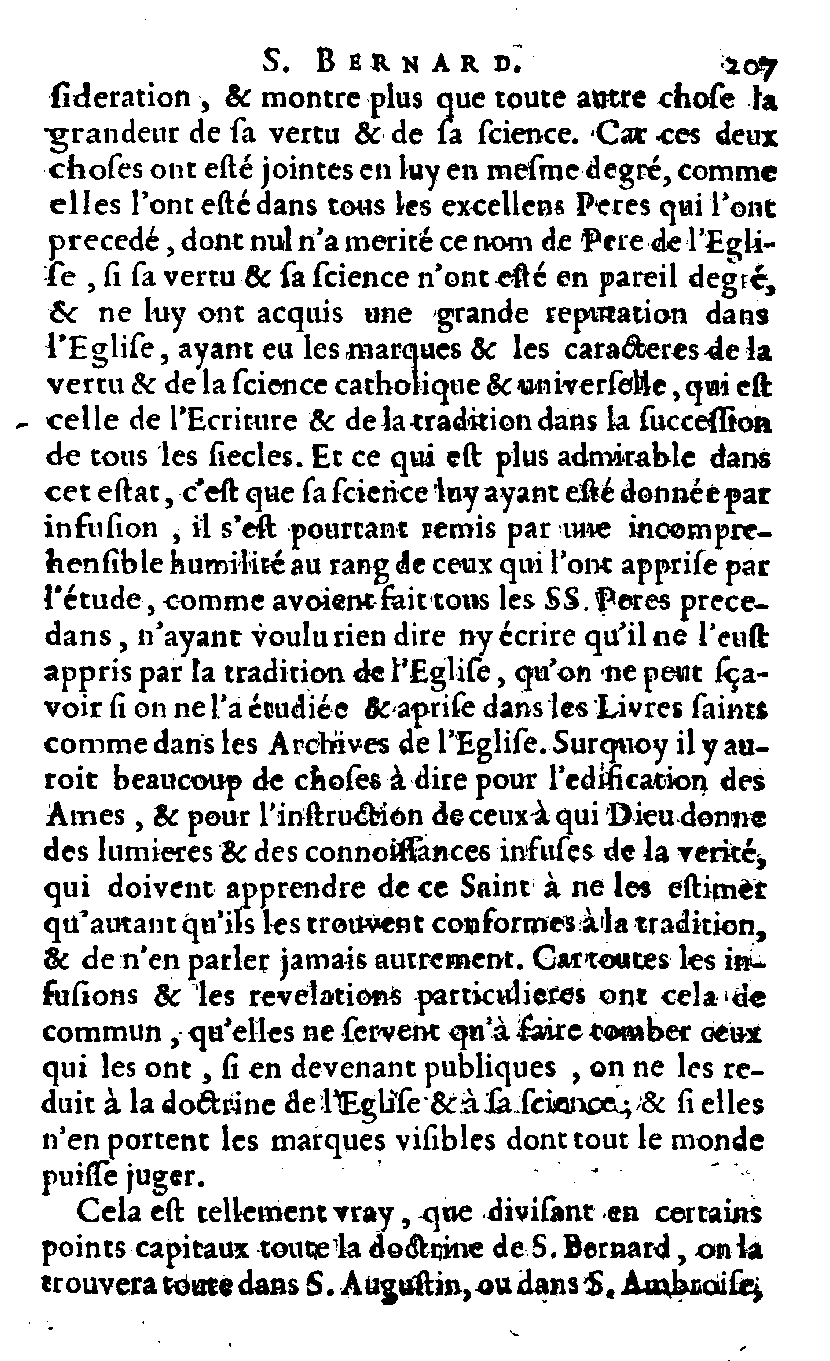 S. BERNARD. 207
ſideration, & montre plus que toute autre choſe la
grandeur de ſa vertu & de ſa ſcience. Car ces deux
choſes ont eſté jointes en luy en meſme degré, comme
elles l'ont eſté dans tous les excellens Peres qui l'ont
precedé, dont nul n'a merité ce nom de Pere de l'Egli-
ſe, ſi ſa vertu & ſa ſcience n'ont eſté en pareil degré,
& ne luy ont acquis une grande reputation dans
l'Egliſe, ayant eu les marques & les caracteres de la
vertu & de la ſcience catholique & univerſelle, qui eſt
celle de l'Ecriture & de la tradition dans la ſucceſſion
de tous les ſiecles. Et ce qui eſt plus admirable dans
cet eſtat, c'eſt que ſa ſcience luy ayant eſté donnée par
infuſion, il s'eſt pourtant remis par une incompre-
henſible humilité au rang de ceux qui l'ont appriſe par
l'étude, comme avoient fait tous les SS. Peres prece-
dans, n'ayant voulu rien dire ny écrire qu'il ne l'euſt
appris par la tradition de l'Egliſe, qu'on ne peut ſça-
voir ſi on ne l'a étudiée & apriſe dans les Livres ſaints
comme dans les Archives de l'Egliſe. Surquoy il y au-
roit beaucoup de choſes à dire pour l'edification des
Ames, & pour l'inſtruction de ceux à qui Dieu donne
des lumieres & des connoiſſances infuſes de la verité,
qui doivent apprendre de ce Saint à ne les eſtimer
qu'autant qu'ils les trouvent conformes à la tradition,
& de n'en parler jamais autrement. Car toutes les in-
fuſions & les revelations particulieres ont cela de
commun, qu'elles ne ſervent qu'à faire tomber ceux
qui les ont, ſi en devenant publiques, on ne les re-
duit à la doctrine de l'Egliſe & à ſa ſcience; & ſi elles
n'en portent les marques viſibles dont tout le monde
puiſſe juger.
Cela eſt tellement vray, que diviſant en certains
points capitaux toute la doctrine de S. Bernard, on la
trouvera toute dans S. Auguſtin, ou dans S. Ambroiſe,